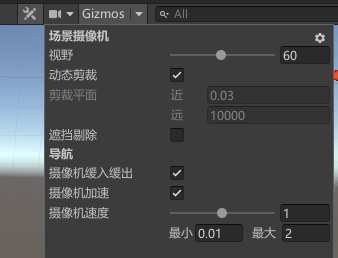 Gizmos All
场景摄像机
视野 60
动态剪裁
剪裁平面 近 0.03
远 10000
遮挡剔除
导航
摄像机缓入缓出
摄像机加速
摄像机速度 1
最小 0.01 最大 2